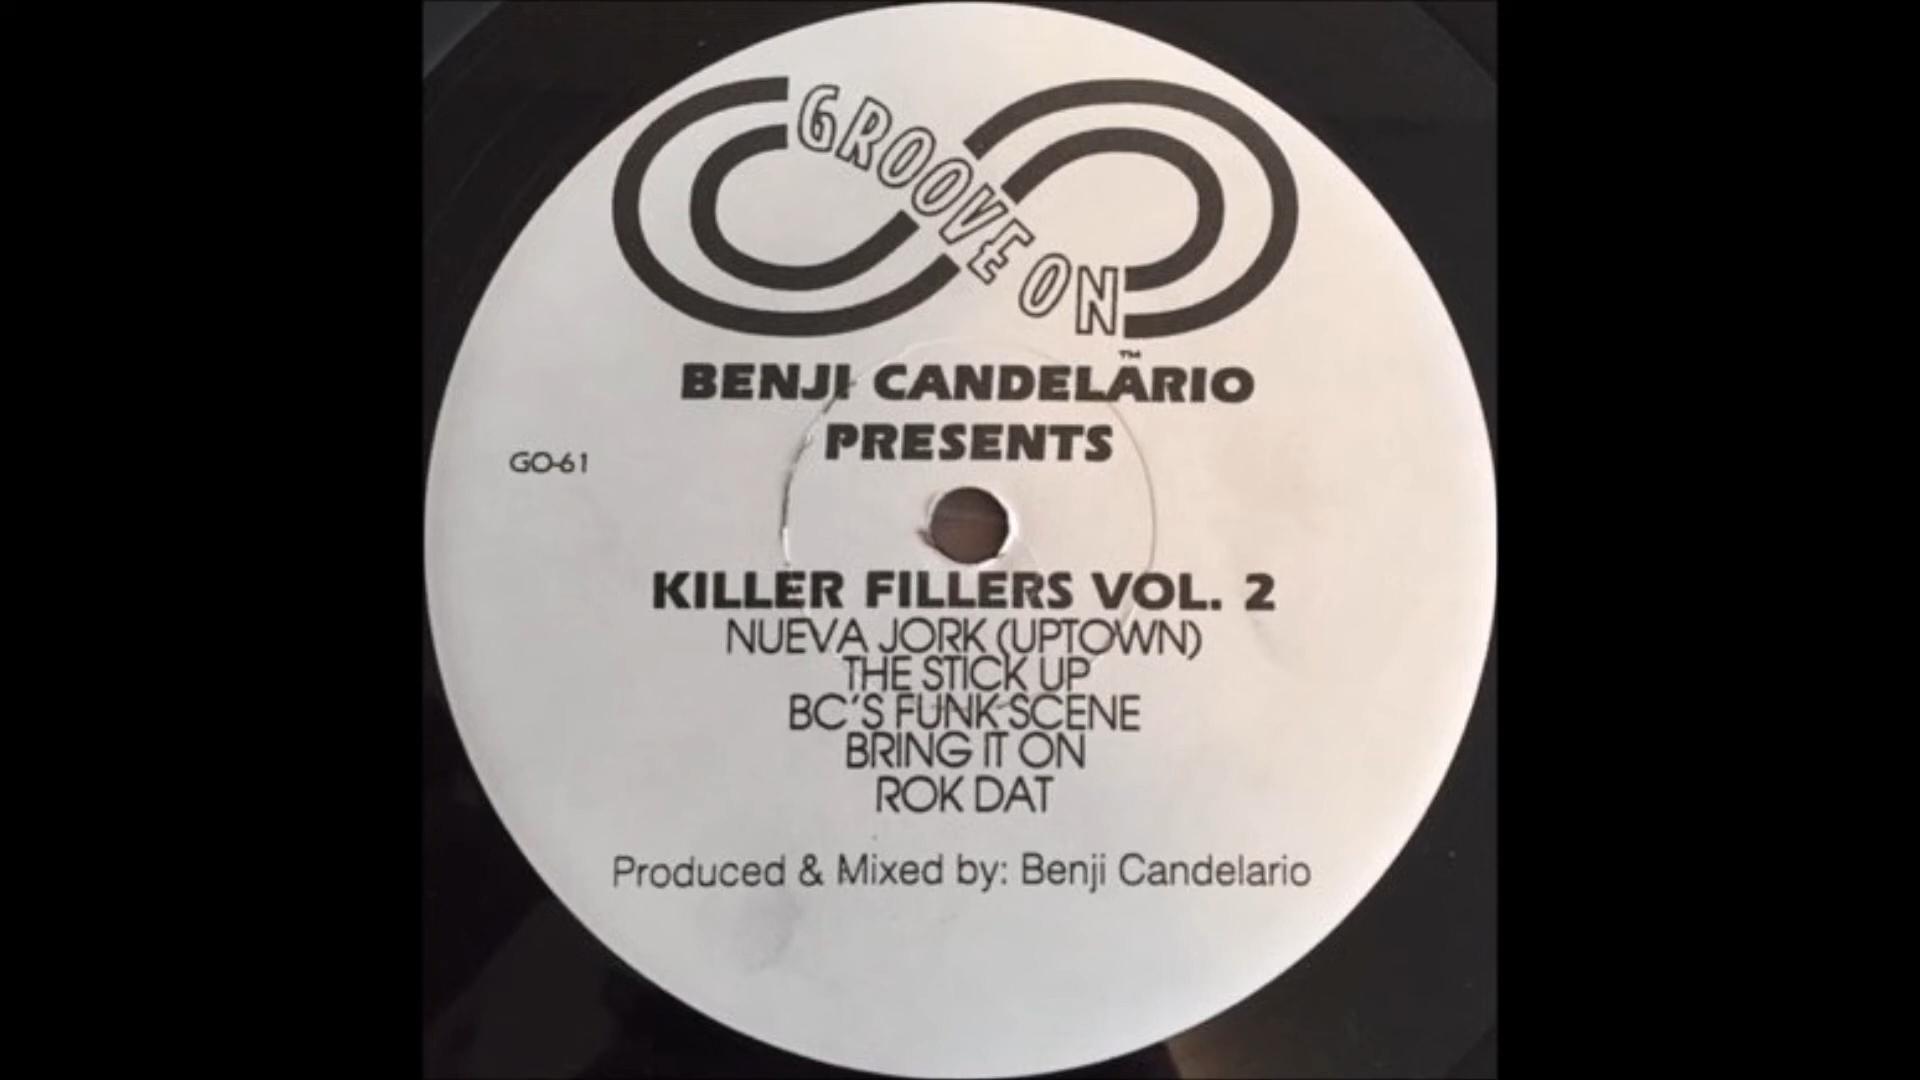 GROOVE ON
™
BENJI CANDELARIO
PRESENTS
GO-61
KILLER FILLERS VOL. 2
NUEVA JORK (UPTOWN)
THE STICK UP
BC'S FUNK SCENE
BRING IT ON
ROK DAT
Produced & Mixed by: Benji Candelario